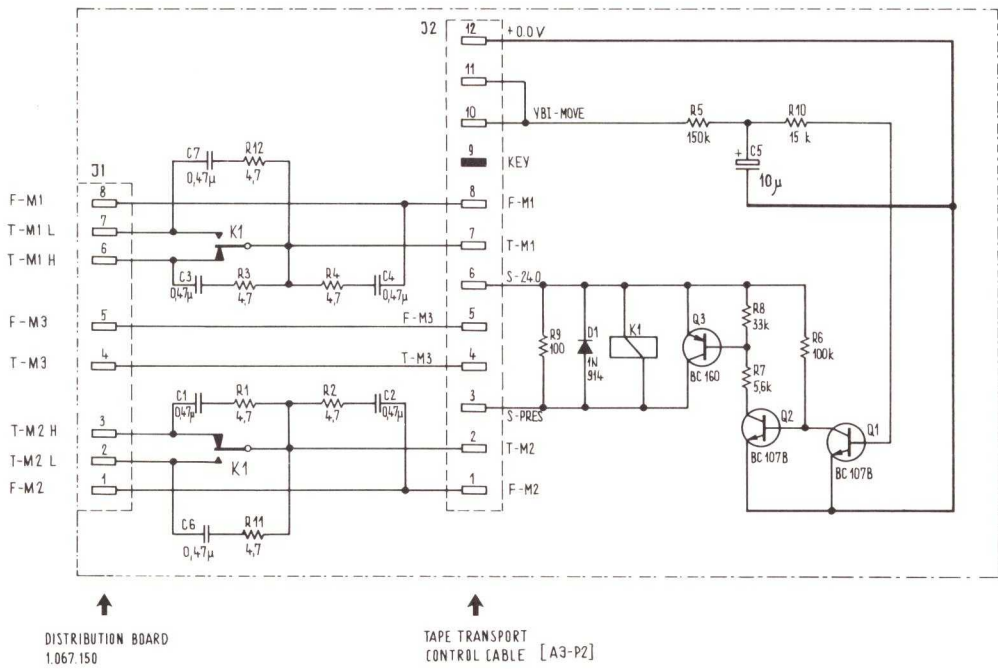 J2
12
+0.0V
11
10
YBI-MOVE
R5
150k
R10
15 k
+
C5
10µ
9
KEY
C7
0,47µ
R12
4,7
J1
F-M1
8
8
F-M1
T-M1 L
7
K1
7
T-M1
T-M1 H
6
C3
0,47µ
R3
4,7
R4
4,7
C4
0,47µ
6
S-24.0
R9
100
D1
1N
914
K1
Q3
BC 160
R8
33k
R7
5,6k
R6
100k
F-M3
5
F-M3
5
T-M3
4
T-M3
4
C1
0,47µ
R1
4,7
R2
4,7
C2
0,47µ
3
S-PRES
Q2
BC 107B
Q1
BC 107B
T-M2 H
3
2
T-M2
T-M2 L
2
K1
F-M2
1
1
F-M2
C6
0,47µ
R11
4,7
DISTRIBUTION BOARD
1.067.150
TAPE TRANSPORT
CONTROL CABLE [A3-P2]